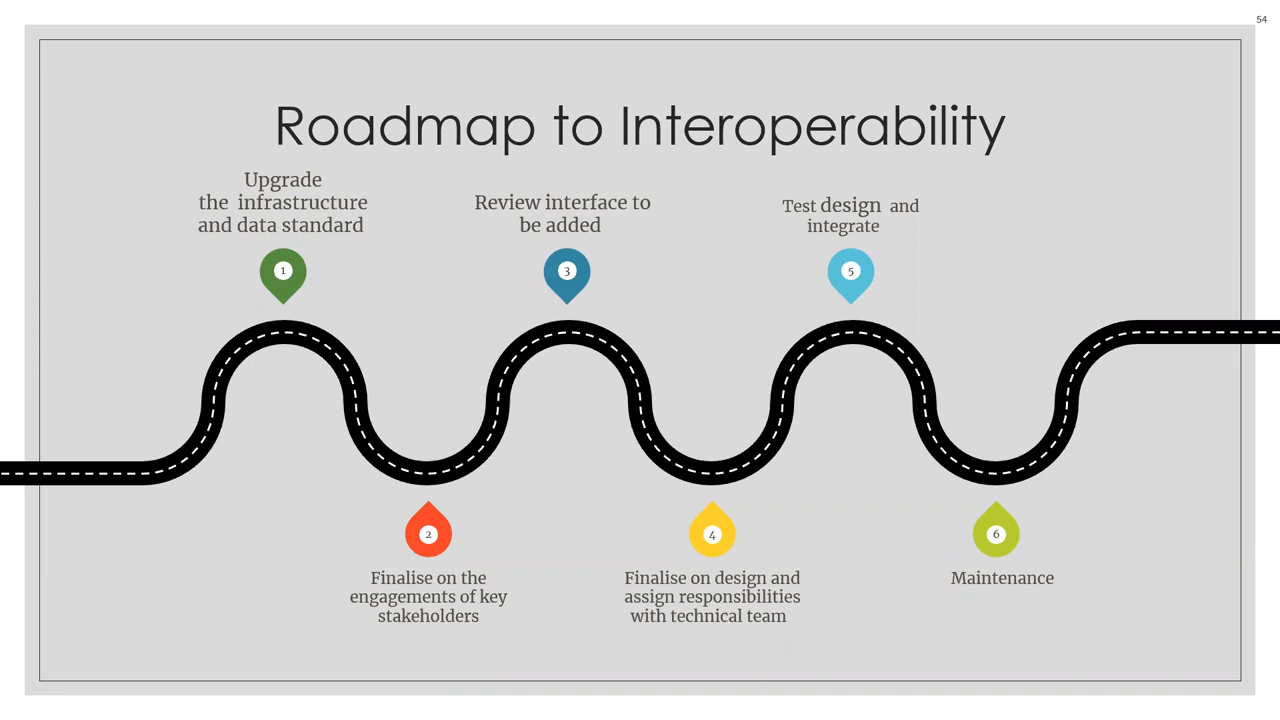 54
Roadmap to Interoperability
Upgrade
the  infrastructure
and data standard
1
Finalise on the
engagements of key
stakeholders
2
Review interface to
be added
3
Finalise on design and
assign responsibilities
with technical team
4
Test design  and
integrate
5
Maintenance
6